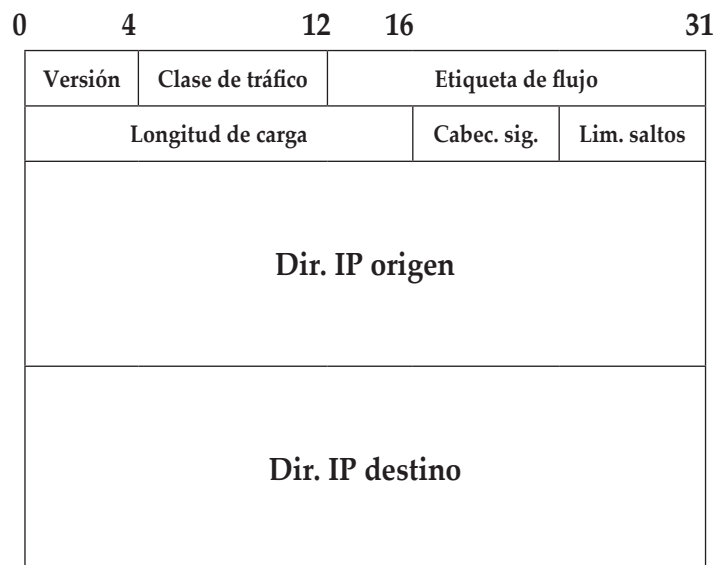 0 4 12 16 31
Versión Clase de tráfico Etiqueta de flujo
Longitud de carga Cabec. sig. Lim. saltos
Dir. IP origen
Dir. IP destino